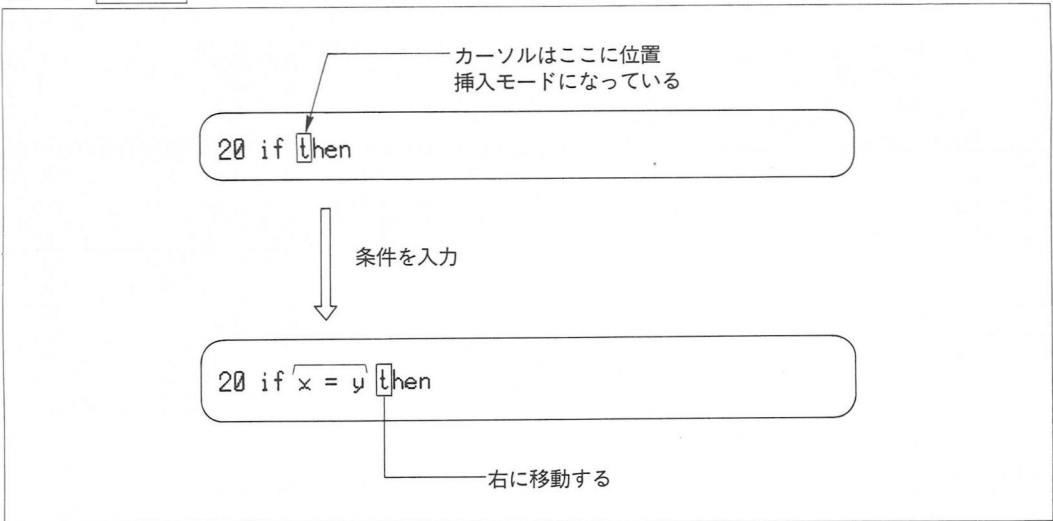 カーソルはここに位置
挿入モードになっている
20 if then
条件を入力
20 if x = y then
右に移動する